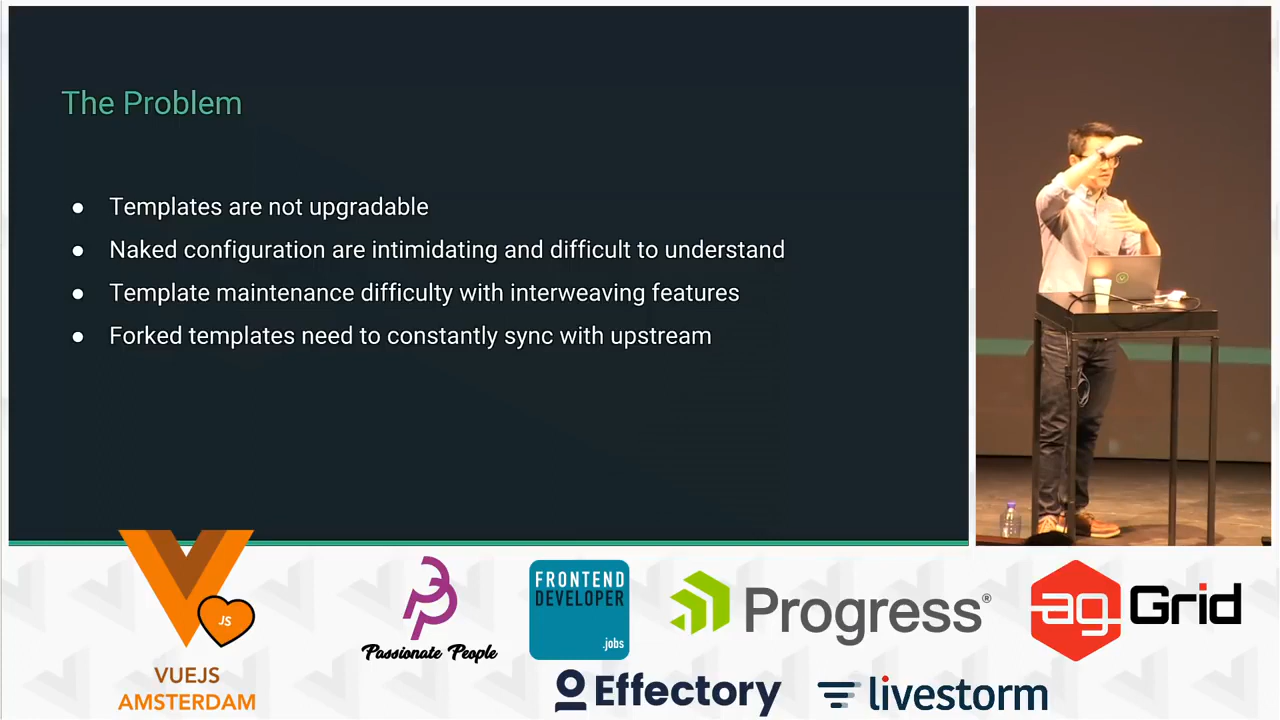 The Problem
● Templates are not upgradable
● Naked configuration are intimidating and difficult to understand
● Template maintenance difficulty with interweaving features
● Forked templates need to constantly sync with upstream
JS
VUEJS
AMSTERDAM
Passionate People
FRONTEND
DEVELOPER
.jobs
Progress®
ag Grid
Effectory
livestorm